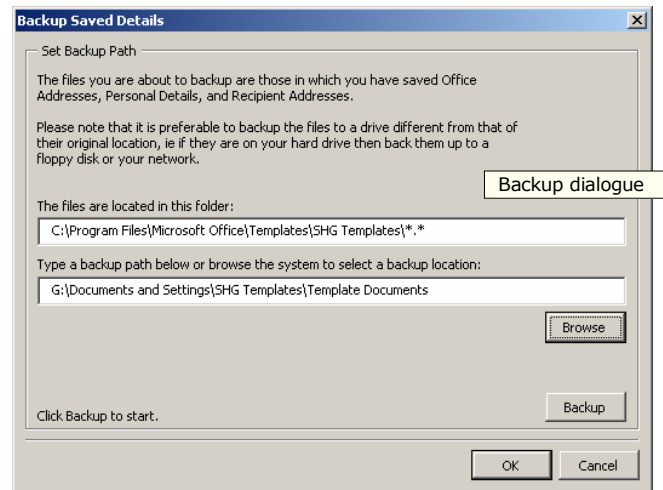 Backup Saved Details
Set Backup Path
The files you are about to backup are those in which you have saved Office
Addresses, Personal Details, and Recipient Addresses.
Please note that it is preferable to backup the files to a drive different from that of
their original location, ie if they are on your hard drive then back them up to a
floppy disk or your network.
Backup dialogue
The files are located in this folder:
C:\Program Files\Microsoft Office\Templates\SHG Templates\*.*
Type a backup path below or browse the system to select a backup location:
G:\Documents and Settings\SHG Templates\Template Documents
Browse
Click Backup to start.
Backup
OK
Cancel